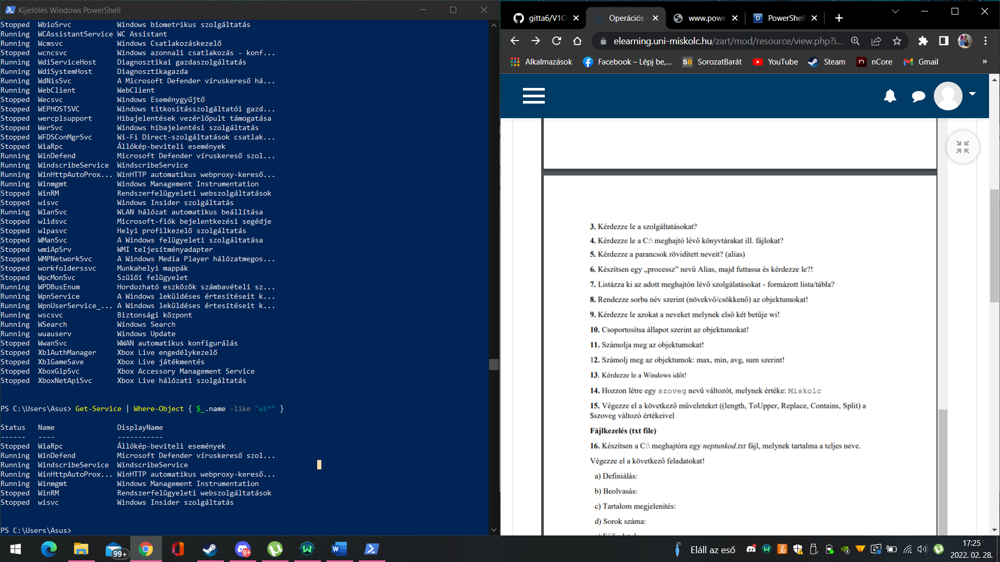 Kijelölés Windows PowerShell
Stopped WbioSrvc Windows biometrikus szolgáltatás
Running WCAssistantService WC Assistant
Running Wcmsvc Windows Csatlakozáskezelő
Stopped wcncsvc Windows azonnali csatlakozás - konf...
Running WdiServiceHost Diagnosztikai gazdaszolgáltatás
Running WdiSystemHost Diagnosztikagazda
Running WdNisSvc A Microsoft Defender víruskereső há...
Running WebClient WebClient
Stopped Wecsvc Windows Eseménygyűjtő
Stopped WEPHOSTSVC Windows titkosításszolgáltatói gazd...
Stopped wercplsupport Hibajelentések vezérlőpult támogatása
Stopped WerSvc Windows hibajelentési szolgáltatás
Stopped WFDSConMgrSvc Wi-Fi Direct-szolgáltatások csatlak...
Stopped WiaRpc Állókép-beviteli események
Running WinDefend Microsoft Defender víruskereső szol...
Running WindscribeService WindscribeService
Running WinHttpAutoProx... WinHTTP automatikus webproxy-kereső...
Running Winmgmt Windows Management Instrumentation
Stopped WinRM Rendszerfelügyeleti webszolgáltatások
Stopped wisvc Windows Insider szolgáltatás
Running WlanSvc WLAN hálózat automatikus beállítása
Stopped wlidsvc Microsoft-fiók bejelentkezési segédje
Stopped wlpasvc Helyi profilkezelő szolgáltatás
Stopped WManSvc A Windows felügyeleti szolgáltatása
Stopped wmiApSrv WMI teljesítményadapter
Stopped WMPNetworkSvc A Windows Media Player hálózatmegos...
Stopped workfolderssvc Munkahelyi mappák
Stopped WpcMonSvc Szülői felügyelet
Running WPDBusEnum Hordozható eszközök számbavételi sz...
Running WpnService A Windows leküldéses értesítéseit k...
Running WpnUserService_... A Windows leküldéses értesítéseit k...
Running wscsvc Biztonsági központ
Running WSearch Windows Search
Running wuauserv Windows Update
Stopped WwanSvc WWAN automatikus konfigurálás
Stopped XblAuthManager Xbox Live engedélykezelő
Stopped XblGameSave Xbox Live játékmentés
Stopped XboxGipSvc Xbox Accessory Management Service
Stopped XboxNetApiSvc Xbox Live hálózati szolgáltatás
PS C:\Users\Asus> Get-Service | Where-Object { $_.name -like "wi*" }
Status Name DisplayName
------ ---- -----------
Stopped WiaRpc Állókép-beviteli események
Running WinDefend Microsoft Defender víruskereső szol...
Running WindscribeService WindscribeService
Running WinHttpAutoProx... WinHTTP automatikus webproxy-kereső...
Running Winmgmt Windows Management Instrumentation
Stopped WinRM Rendszerfelügyeleti webszolgáltatások
Stopped wisvc Windows Insider szolgáltatás
PS C:\Users\Asus>
gitta6/V1C Operációs www.powe PowerShell
elearning.uni-miskolc.hu/zart/mod/resource/view.php?i...
Alkalmazások Facebook – Lépj be,... SB SorozatBarát YouTube Steam n nCore Gmail »
3. Kérdezze le a szolgáltatásokat?
4. Kérdezze le a C:\ meghajtó lévő könyvtárakat ill. fájlokat?
5. Kérdezze a parancsok rövidített neveit? (alias)
6. Készítsen egy „processz” nevű Alias, majd futtassa és kérdezze le?!
7. Listázza ki az adott meghajtón lévő szolgálatásokat - formázott lista/tábla?
8. Rendezze sorba név szerint (növekvő/csökkenő) az objektumokat!
9. Kérdezze le azokat a neveket melynek első két betűje wi!
10. Csoportosítsa állapot szerint az objektumokat!
11. Számolja meg az objektumokat!
12. Számolj meg az objektumok: max, min, avg, sum szerint!
13. Kérdezze le a Windows időt!
14. Hozzon létre egy szoveg nevű változót, melynek értéke: Miskolc
15. Végezze el a következő műveleteket ((length, ToUpper, Replace, Contains, Split) a
$szoveg változó értékeivel
Fájlkezelés (txt file)
16. Készítsen a C:\ meghajtóra egy neptunkod.txt fájl, melynek tartalma a teljes neve.
Végezze el a következő feladatokat!
a) Definiálás:
b) Beolvasás:
c) Tartalom megjelenítés:
d) Sorok száma:
99+
9+
Eláll az eső
17:25
2022. 02. 28.